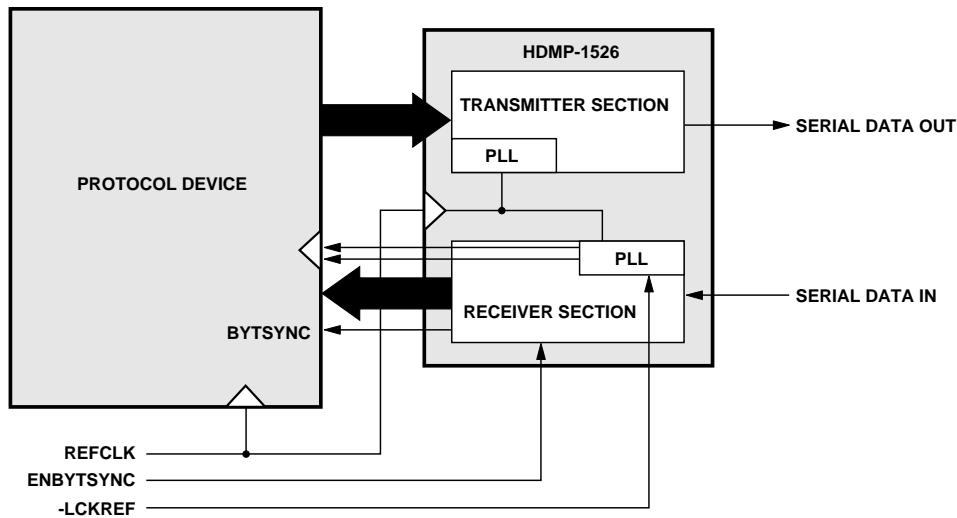 HDMP-1526
TRANSMITTER SECTION
PLL
SERIAL DATA OUT
PROTOCOL DEVICE
PLL
SERIAL DATA IN
RECEIVER SECTION
BYTSYNC
REFCLK
ENBYTSYNC
-LCKREF